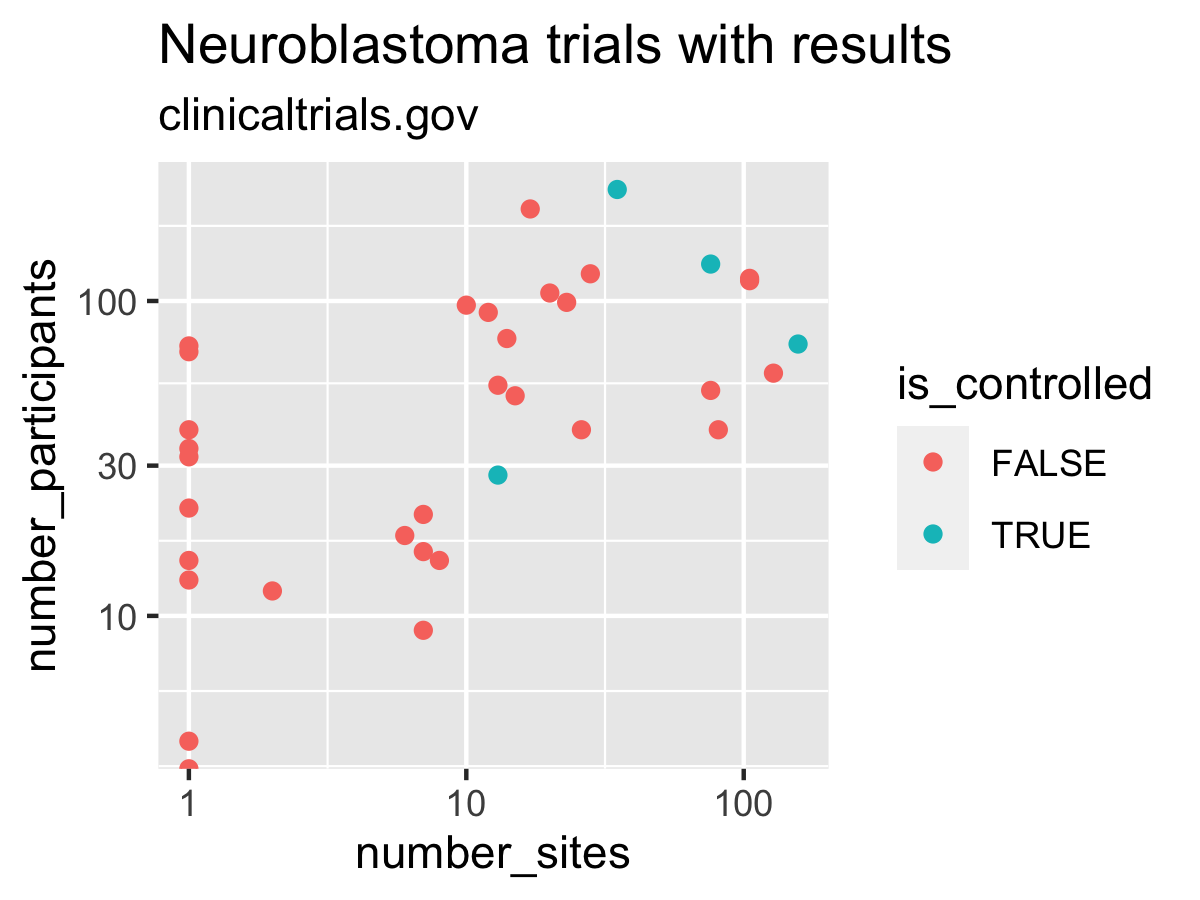 Neuroblastoma trials with results
clinicaltrials.gov
number_participants
100
30
10
1
10
100
number_sites
is_controlled
FALSE
TRUE